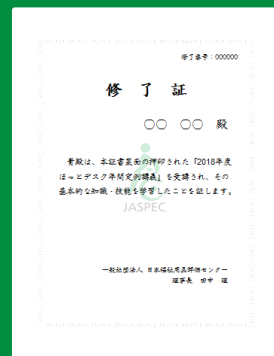 修了番号：000000
修 了 証
〇〇 〇〇 殿
貴殿は、本証書裏面の押印された「2018年度
ほっとデスク年間定例講義」を受講され、その
基本的な知識・技能を学習したことを証します。
JASPEC
一般社団法人 日本福祉用具評価センター
理事長 田中 理